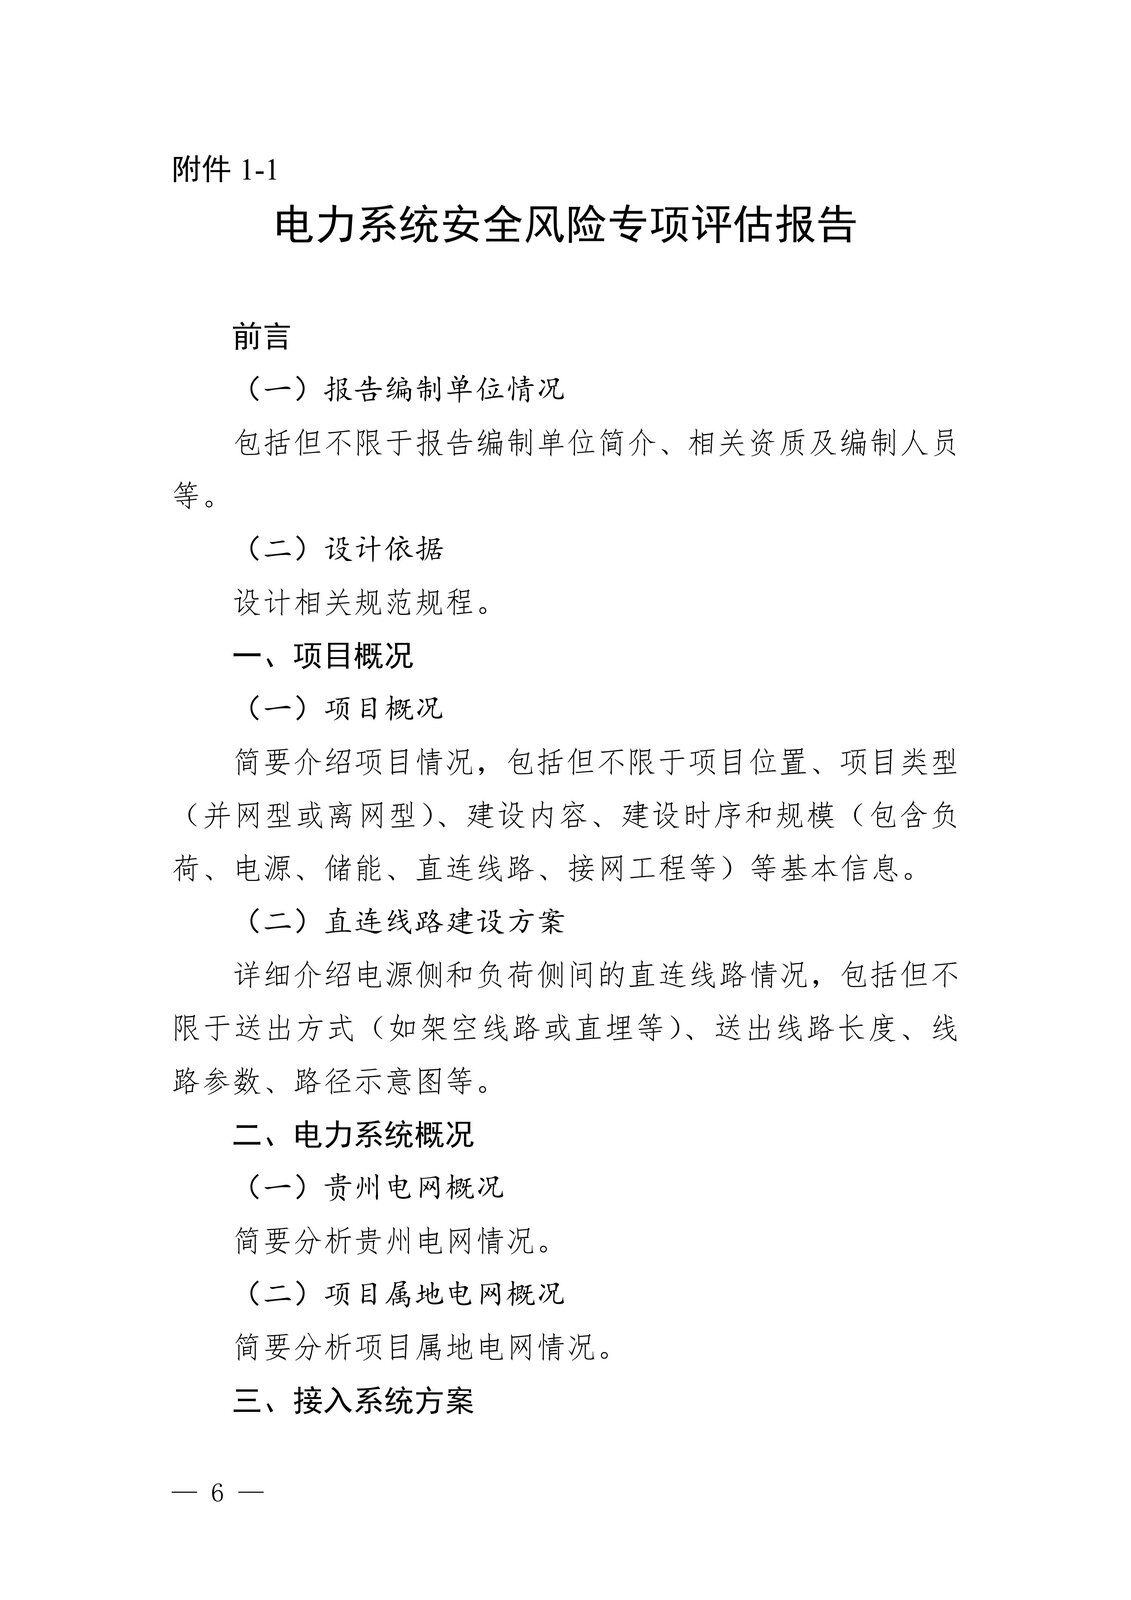 附件 1-1
电力系统安全风险专项评估报告
前言
（一）报告编制单位情况
包括但不限于报告编制单位简介、相关资质及编制人员
等。
（二）设计依据
设计相关规范规程。
一、项目概况
（一）项目概况
简要介绍项目情况，包括但不限于项目位置、项目类型
（并网型或离网型）、建设内容、建设时序和规模（包含负
荷、电源、储能、直连线路、接网工程等）等基本信息。
（二）直连线路建设方案
详细介绍电源侧和负荷侧间的直连线路情况，包括但不
限于送出方式（如架空线路或直埋等）、送出线路长度、线
路参数、路径示意图等。
二、电力系统概况
（一）贵州电网概况
简要分析贵州电网情况。
（二）项目属地电网概况
简要分析项目属地电网情况。
三、接入系统方案
— 6 —